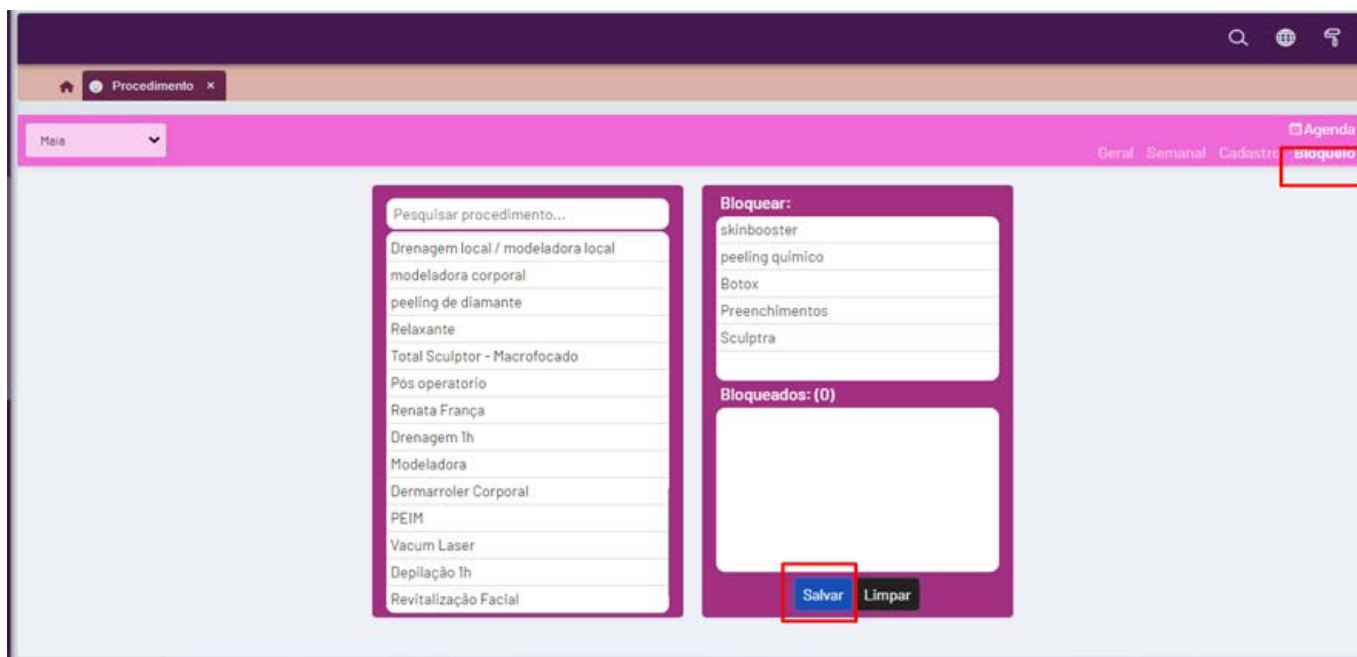 Procedimento ×
Maia
Agenda
Geral Semanal Cadastro Bloqueio
Pesquisar procedimento...
Drenagem local / modeladora local
modeladora corporal
peeling de diamante
Relaxante
Total Sculptor - Macrofocado
Pós operatorio
Renata França
Drenagem 1h
Modeladora
Dermarroler Corporal
PEIM
Vacum Laser
Depilação 1h
Revitalização Facial
Bloquear:
skinbooster
peeling quimico
Botox
Preenchimentos
Sculptra
Bloqueados: (0)
Salvar Limpar